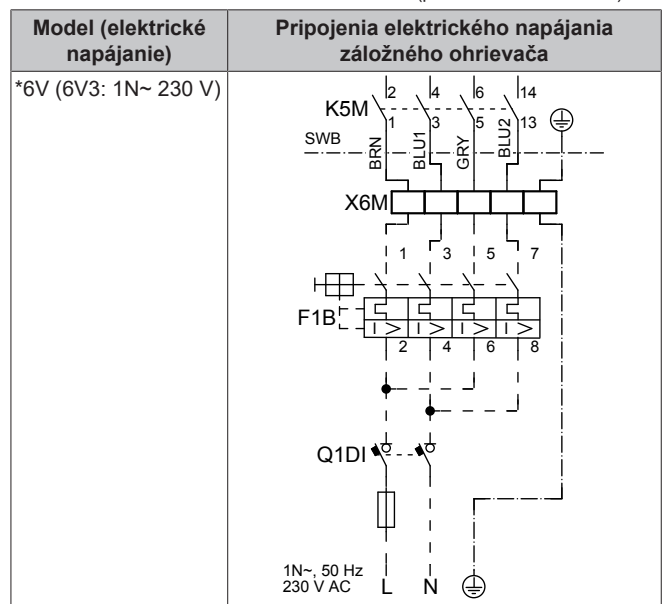 Model (elektrické napájanie)
Pripojenia elektrického napájania záložného ohrievača
*6V (6V3: 1N~ 230 V)
2 4 6 14
K5M
1 3 5 13
SWB
BRN BLU1 GRY BLU2
X6M
1 3 5 7
F1B
I > I > I > I >
2 4 6 8
Q1DI
1N~, 50 Hz
230 V AC
L N